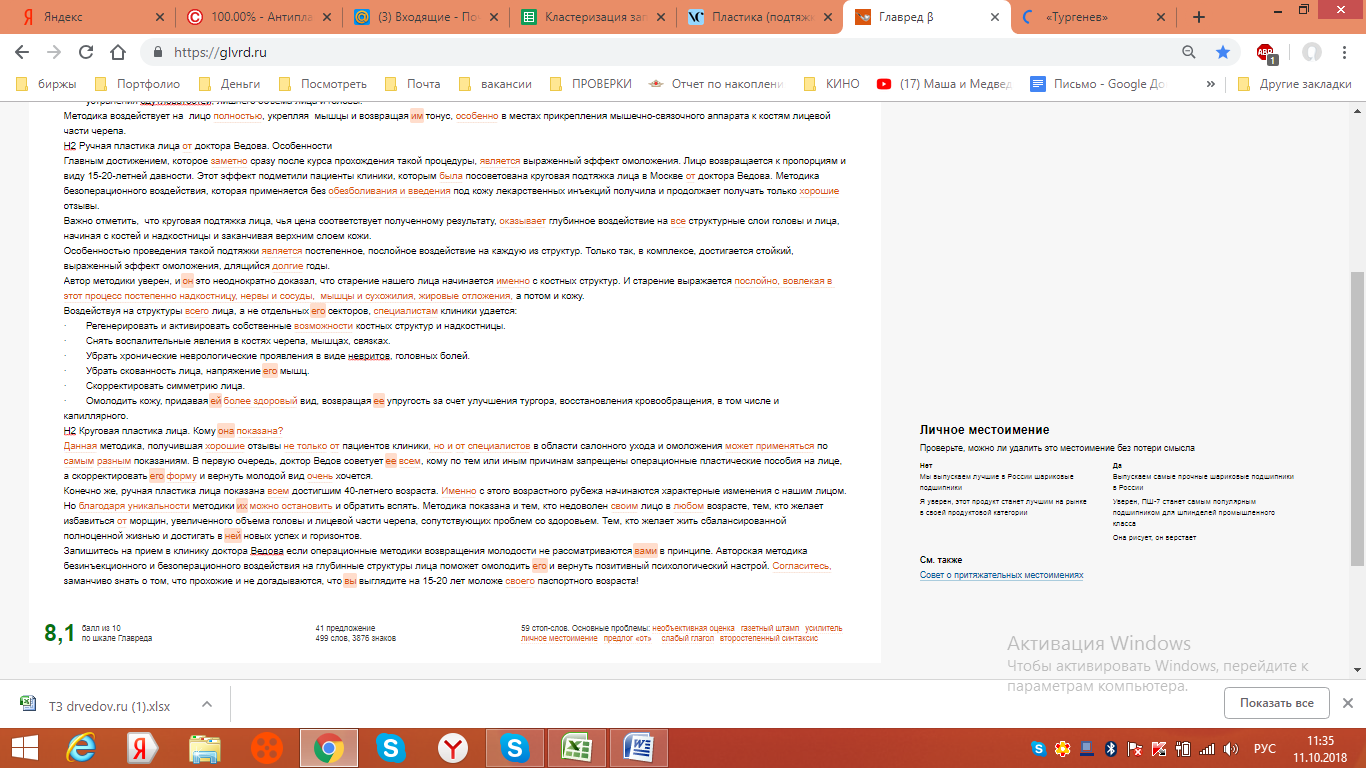 Яндекс
100.00% - Антипла
(3) Входящие - По
Кластеризация зап
Пластика (подтяж
Главред β
«Тургенев»
https://glvrd.ru
ABP
1
биржы
Портфолио
Деньги
Посмотреть
Почта
вакансии
ПРОВЕРКИ
Отчет по накоплени
КИНО
(17) Маша и Медвед
Письмо - Google До
»
Другие закладки
лишнего объема лица и головы.
Методика воздействует на лицо полностью, укрепляя мышцы и возвращая им тонус, особенно в местах прикрепления мышечно-связочного аппарата к костям лицевой
части черепа.
H2 Ручная пластика лица от доктора Ведова. Особенности
Главным достижением, которое заметно сразу после курса прохождения такой процедуры, является выраженный эффект омоложения. Лицо возвращается к пропорциям и
виду 15-20-летней давности. Этот эффект подметили пациенты клиники, которым была посоветована круговая подтяжка лица в Москве от доктора Ведова. Методика
безоперационного воздействия, которая применяется без обезболивания и введения под кожу лекарственных инъекций получила и продолжает получать только хорошие
отзывы.
Важно отметить, что круговая подтяжка лица, чья цена соответствует полученному результату, оказывает глубинное воздействие на все структурные слои головы и лица,
начиная с костей и надкостницы и заканчивая верхним слоем кожи.
Особенностью проведения такой подтяжки является постепенное, послойное воздействие на каждую из структур. Только так, в комплексе, достигается стойкий,
выраженный эффект омоложения, длящийся долгие годы.
Автор методики уверен, и он это неоднократно доказал, что старение нашего лица начинается именно с костных структур. И старение выражается послойно, вовлекая в
этот процесс постепенно надкостницу, нервы и сосуды, мышцы и сухожилия, жировые отложения, а потом и кожу.
Воздействуя на структуры всего лица, а не отдельных его секторов, специалистам клиники удается:
· Регенерировать и активировать собственные возможности костных структур и надкостницы.
· Снять воспалительные явления в костях черепа, мышцах, связках.
· Убрать хронические неврологические проявления в виде невритов, головных болей.
· Убрать скованность лица, напряжение его мышц.
· Скорректировать симметрию лица.
· Омолодить кожу, придавая ей более здоровый вид, возвращая ее упругость за счет улучшения тургора, восстановления кровообращения, в том числе и
капиллярного.
H2 Круговая пластика лица. Кому она показана?
Данная методика, получившая хорошие отзывы не только от пациентов клиники, но и от специалистов в области салонного ухода и омоложения может применяться по
самым разным показаниям. В первую очередь, доктор Ведов советует ее всем, кому по тем или иным причинам запрещены операционные пластические пособия на лице,
а скорректировать его форму и вернуть молодой вид очень хочется.
Конечно же, ручная пластика лица показана всем достигшим 40-летнего возраста. Именно с этого возрастного рубежа начинаются характерные изменения с нашим лицом.
Но благодаря уникальности методики их можно остановить и обратить вспять. Методика показана и тем, кто недоволен своим лицо в любом возрасте, тем, кто желает
избавиться от морщин, увеличенного объема головы и лицевой части черепа, сопутствующих проблем со здоровьем. Тем, кто желает жить сбалансированной
полноценной жизнью и достигать в ней новых успех и горизонтов.
Запишитесь на прием в клинику доктора Ведова если операционные методики возвращения молодости не рассматриваются вами в принципе. Авторская методика
безинъекционного и безоперационного воздействия на глубинные структуры лица поможет омолодить его и вернуть позитивный психологический настрой. Согласитесь,
заманчиво знать о том, что прохожие и не догадываются, что вы выглядите на 15-20 лет моложе своего паспортного возраста!
8,1
балл из 10
по шкале Главреда
41 предложение
499 слов, 3876 знаков
59 стоп-слов. Основные проблемы: необъективная оценка газетный штамп усилитель
личное местоимение предлог «от» слабый глагол второстепенный синтаксис
Личное местоимение
Проверьте, можно ли удалить это местоимение без потери смысла
Нет
Мы выпускаем лучшие в России шариковые
подшипники
Я уверен, этот продукт станет лучшим на рынке
в своей продуктовой категории
Да
Выпускаем самые прочные шариковые подшипники
в России
Уверен, ПШ-7 станет самым популярным
подшипником для шпинделей промышленного
класса
Она рисует, он верстает
См. также
Совет о притяжательных местоимениях
Активация Windows
Чтобы активировать Windows, перейдите к
параметрам компьютера.
ТЗ drvedov.ru (1).xlsx
Показать все
РУС
11:35
11.10.2018